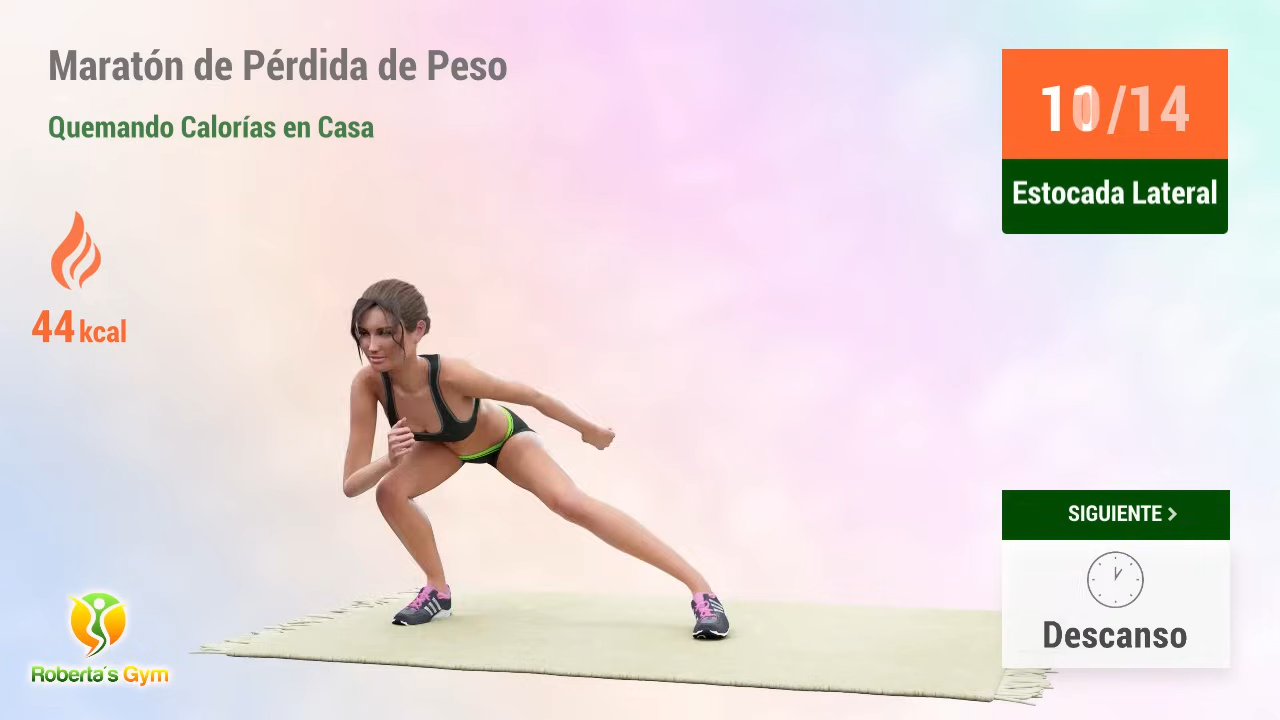 Maratón de Pérdida de Peso
Quemando Calorías en Casa
10/14
Estocada Lateral
44 kcal
SIGUIENTE >
Descanso
Roberta´s Gym